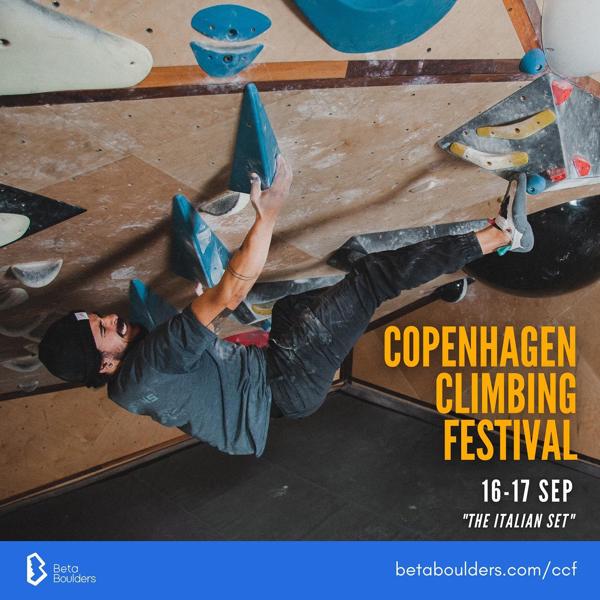 COPENHAGEN
CLIMBING
FESTIVAL
16-17 SEP
"THE ITALIAN SET"
Beta
Boulders
betaboulders.com/ccf